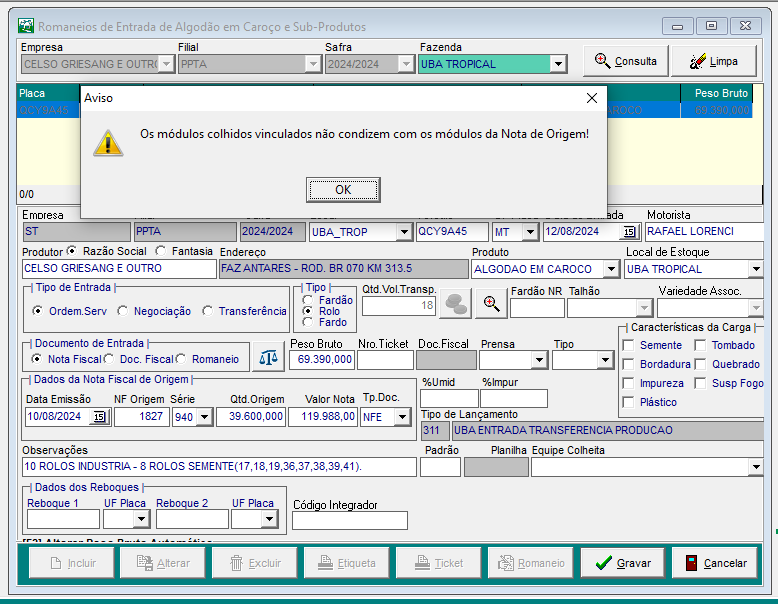 Romaneios de Entrada de Algodão em Caroço e Sub-Produtos
Empresa Filial Safra Fazenda
CELSO GRIESANG E OUTRO PPTA 2024/2024 UBA TROPICAL Consulta Limpa
Placa Peso Bruto
QCY9A45 69.390,000
Aviso
Os módulos colhidos vinculados não condizem com os módulos da Nota de Origem!
OK
0/0
Empresa Entrada Motorista
ST PPTA 2024/2024 UBA_TROP QCY9A45 MT 12/08/2024 15 RAFAEL LORENCI
Produtor Razão Social Fantasia Endereço Produto Local de Estoque
CELSO GRIESANG E OUTRO FAZ ANTARES - ROD. BR 070 KM 313.5 ALGODAO EM CAROCO UBA TROPICAL
Tipo de Entrada Tipo Qtd.Vol.Transp. Fardão NR Talhão Variedade Assoc.
Ordem.Serv Negociação Transferência Fardão Rolo Fardo 18
Características da Carga
Semente Tombado
Bordadura Quebrado
Impureza Susp Fogo
Plástico
Documento de Entrada Peso Bruto Nro.Ticket Doc.Fiscal Prensa Tipo
Nota Fiscal Doc. Fiscal Romaneio 69.390,000
Dados da Nota Fiscal de Origem %Umid %Impur
Data Emissão NF Origem Série Qtd.Origem Valor Nota Tp.Doc.
10/08/2024 15 1827 940 39.600,000 119.988,00 NFE
Tipo de Lançamento
311 UBA ENTRADA TRANSFERENCIA PRODUCAO
Observações Padrão Planilha Equipe Colheita
10 ROLOS INDUSTRIA - 8 ROLOS SEMENTE(17,18,19,36,37,38,39,41).
Dados dos Reboques
Reboque 1 UF Placa Reboque 2 UF Placa Código Integrador
[F3] Alterar Peso Bruto Automático
Incluir Alterar Excluir Etiqueta Ticket Romaneio Gravar Cancelar